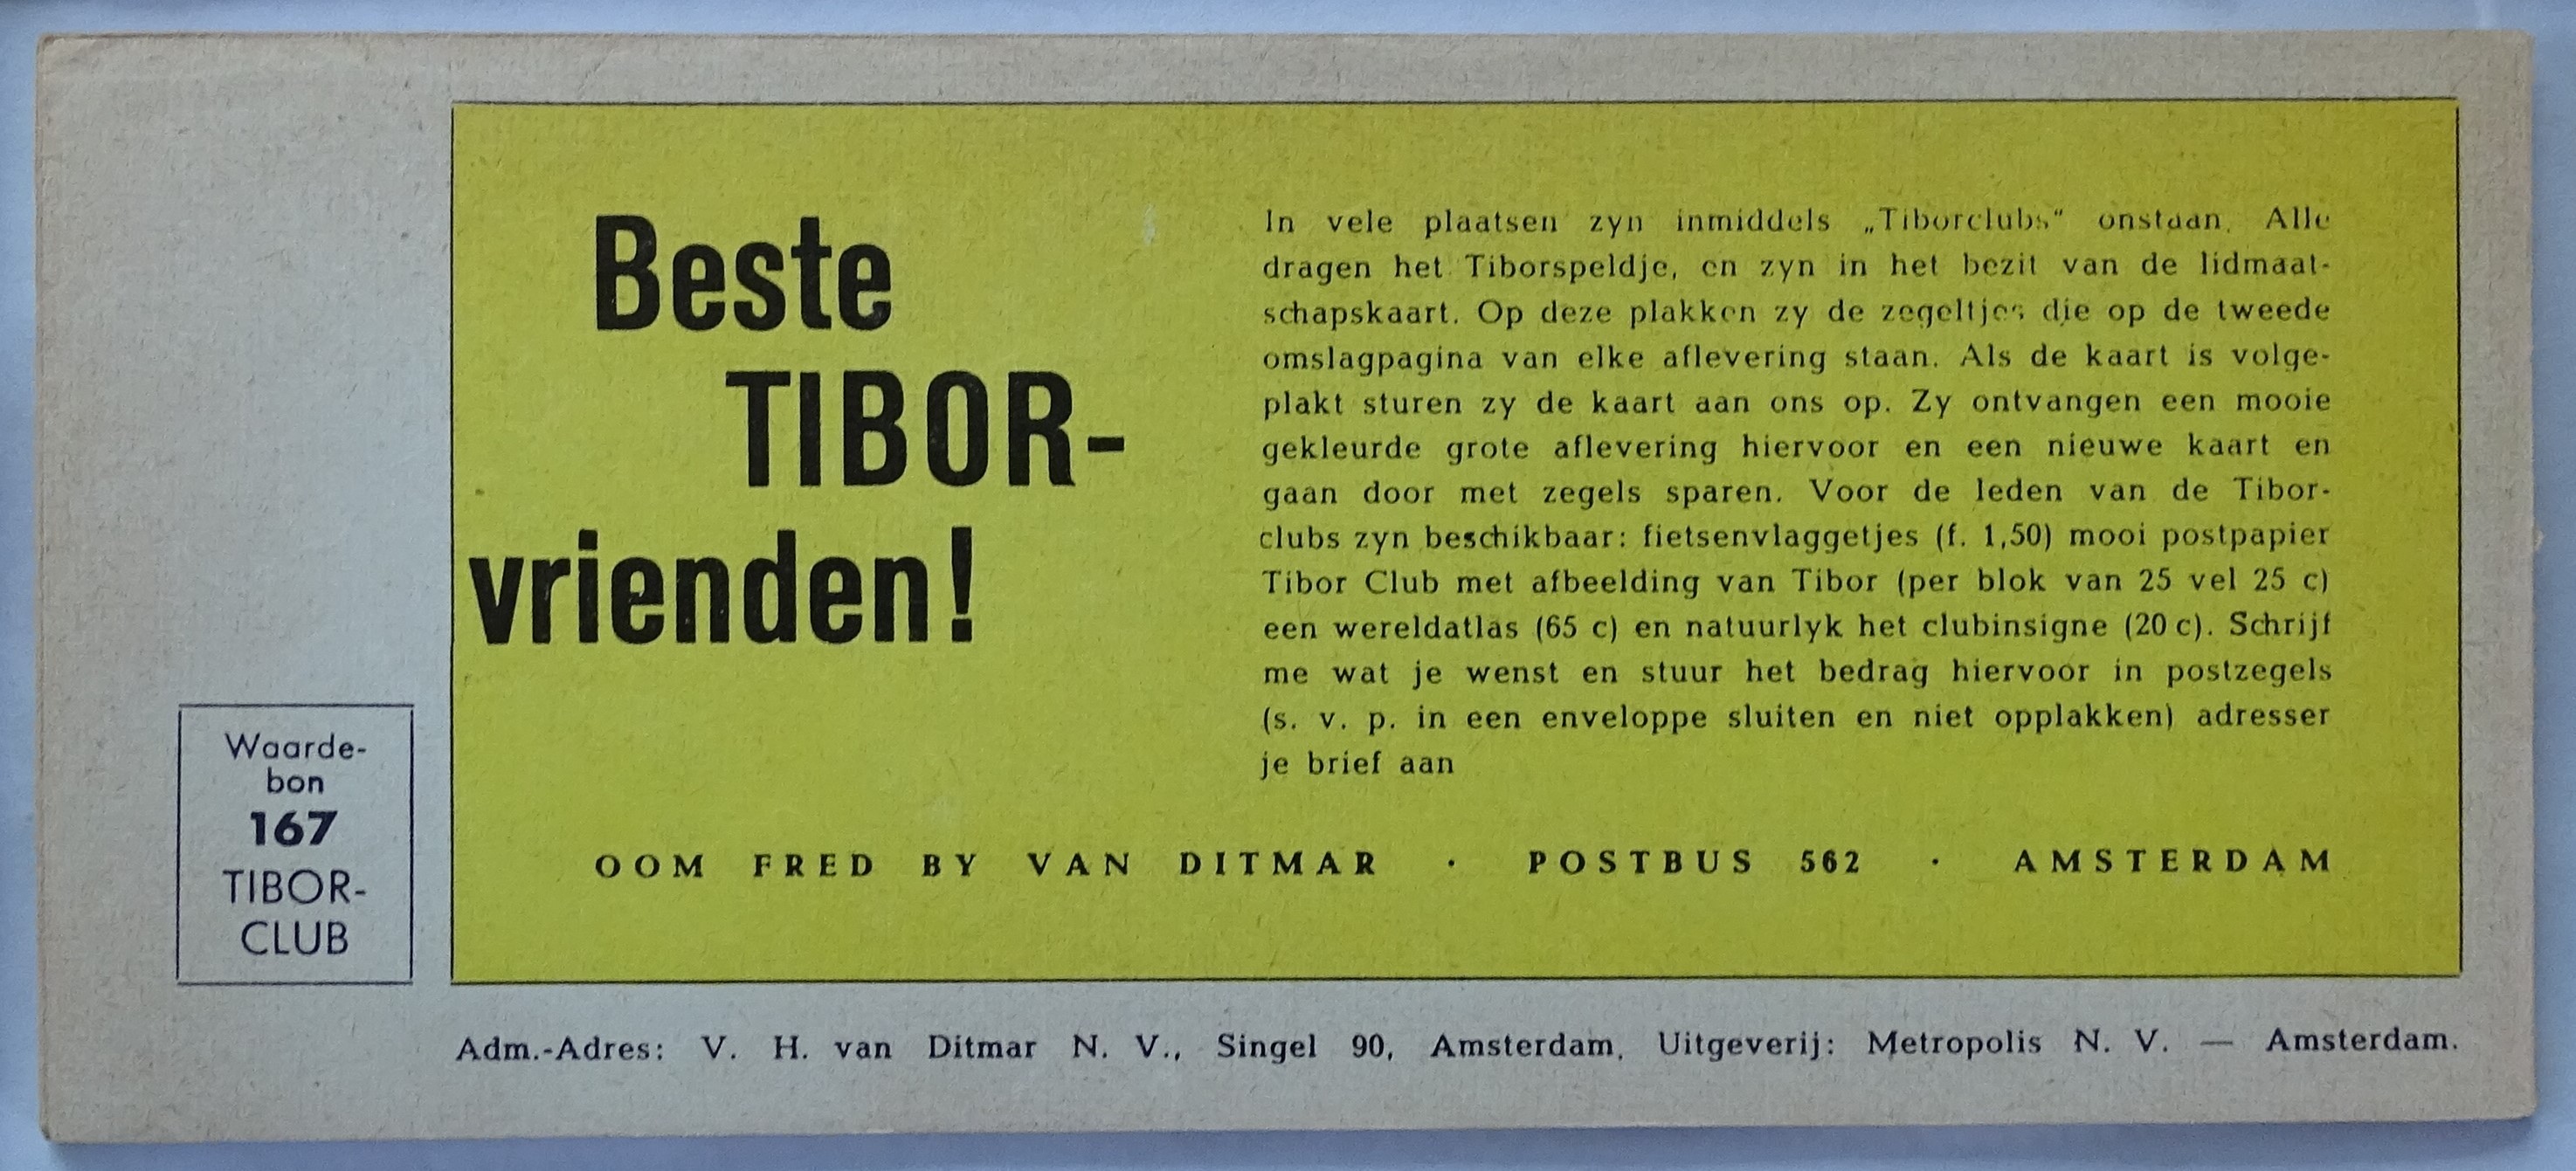 Beste
TIBOR-
vrienden!
In vele plaatsen zyn inmiddels „Tiborclubs“ onstaan. Alle
dragen het Tiborspeldje, en zyn in het bezit van de lidmaat-
schapskaart. Op deze plakken zy de zegeltjes die op de tweede
omslagpagina van elke aflevering staan. Als de kaart is volge-
plakt sturen zy de kaart aan ons op. Zy ontvangen een mooie
gekleurde grote aflevering hiervoor en een nieuwe kaart en
gaan door met zegels sparen. Voor de leden van de Tibor-
clubs zyn beschikbaar: fietsenvlaggetjes (f. 1,50) mooi postpapier
Tibor Club met afbeelding van Tibor (per blok van 25 vel 25 c)
een wereldatlas (65 c) en natuurlyk het clubinsigne (20 c). Schrijf
me wat je wenst en stuur het bedrag hiervoor in postzegels
(s. v. p. in een enveloppe sluiten en niet opplakken) adresser
je brief aan
OOM FRED BY VAN DITMAR · POSTBUS 562 · AMSTERDAM
Waarde-
bon
167
TIBOR-
CLUB
Adm.-Adres: V. H. van Ditmar N. V., Singel 90, Amsterdam, Uitgeverij: Metropolis N. V. — Amsterdam.